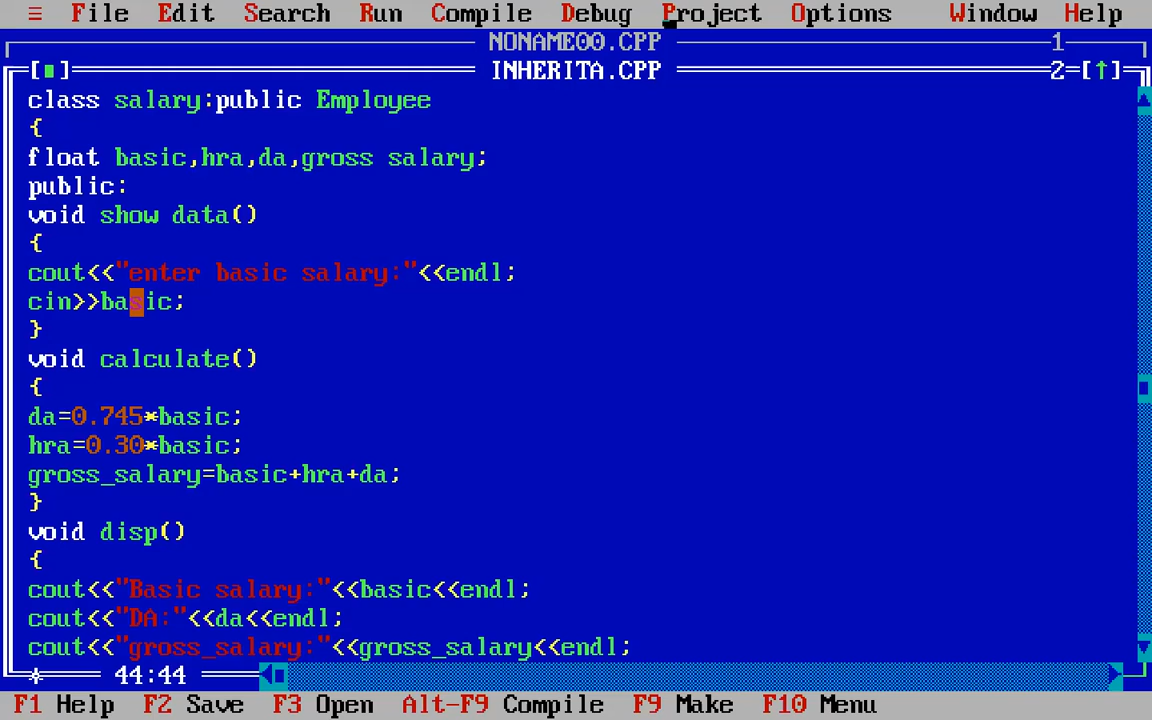 ≡ File Edit Search Run Compile Debug Project Options Window Help
NONAME00.CPP 1
[■] INHERITA.CPP 2=[↑]
class salary:public Employee
{
float basic,hra,da,gross salary;
public:
void show data()
{
cout<<"enter basic salary:"<<endl;
cin>>basic;
}
void calculate()
{
da=0.745*basic;
hra=0.30*basic;
gross_salary=basic+hra+da;
}
void disp()
{
cout<<"Basic salary:"<<basic<<endl;
cout<<"DA:"<<da<<endl;
cout<<"gross_salary:"<<gross_salary<<endl;
44:44
F1 Help F2 Save F3 Open Alt-F9 Compile F9 Make F10 Menu